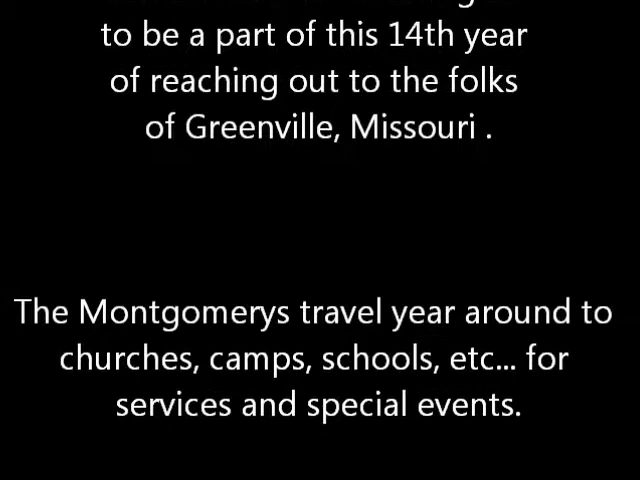 to be a part of this 14th year
of reaching out to the folks
of Greenville, Missouri .
The Montgomerys travel year around to
churches, camps, schools, etc... for
services and special events.